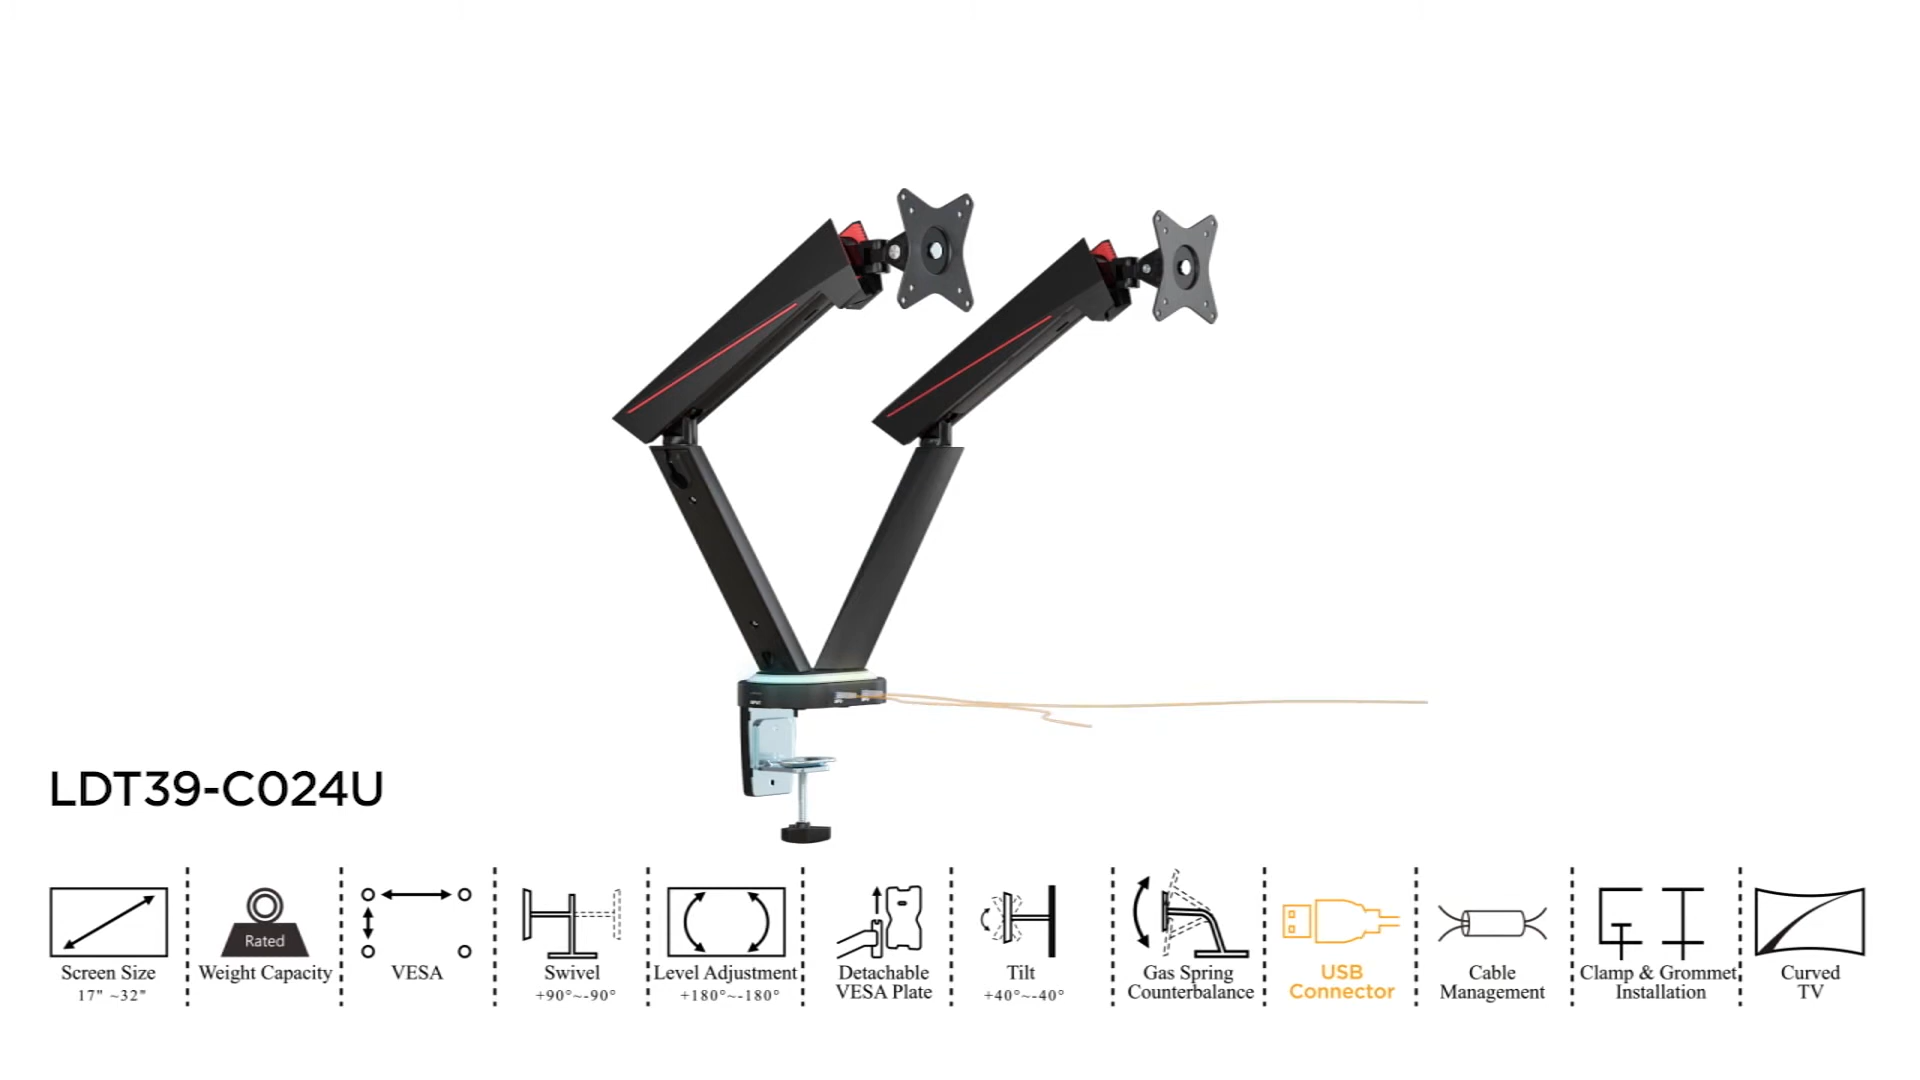 LDT39-C024U
Rated
Screen Size
17" ~32"
Weight Capacity
VESA
Swivel
+90°~-90°
Level Adjustment
+180°~-180°
Detachable
VESA Plate
Tilt
+40°~-40°
Gas Spring
Counterbalance
USB
Connector
Cable
Management
Clamp & Grommet
Installation
Curved
TV